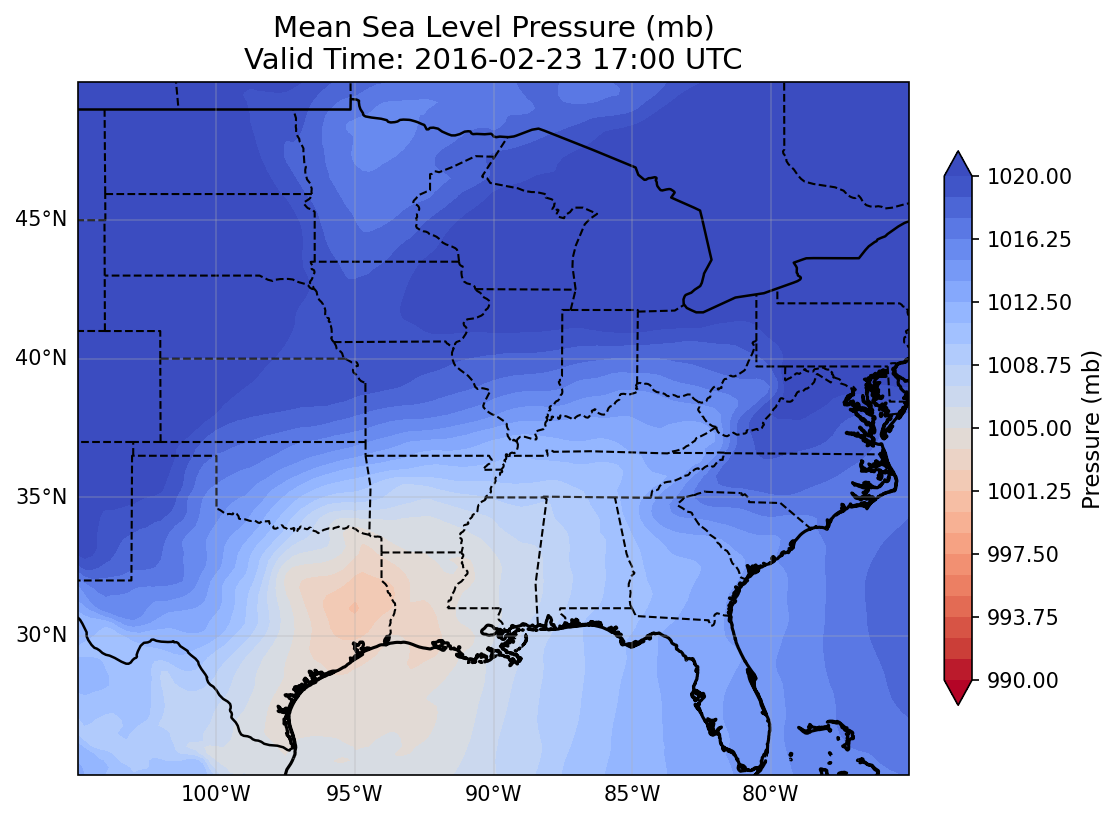 Mean Sea Level Pressure (mb)
Valid Time: 2016-02-23 17:00 UTC
45°N
40°N
35°N
30°N
100°W
95°W
90°W
85°W
80°W
1020.00
1016.25
1012.50
1008.75
1005.00
1001.25
997.50
993.75
990.00
Pressure (mb)